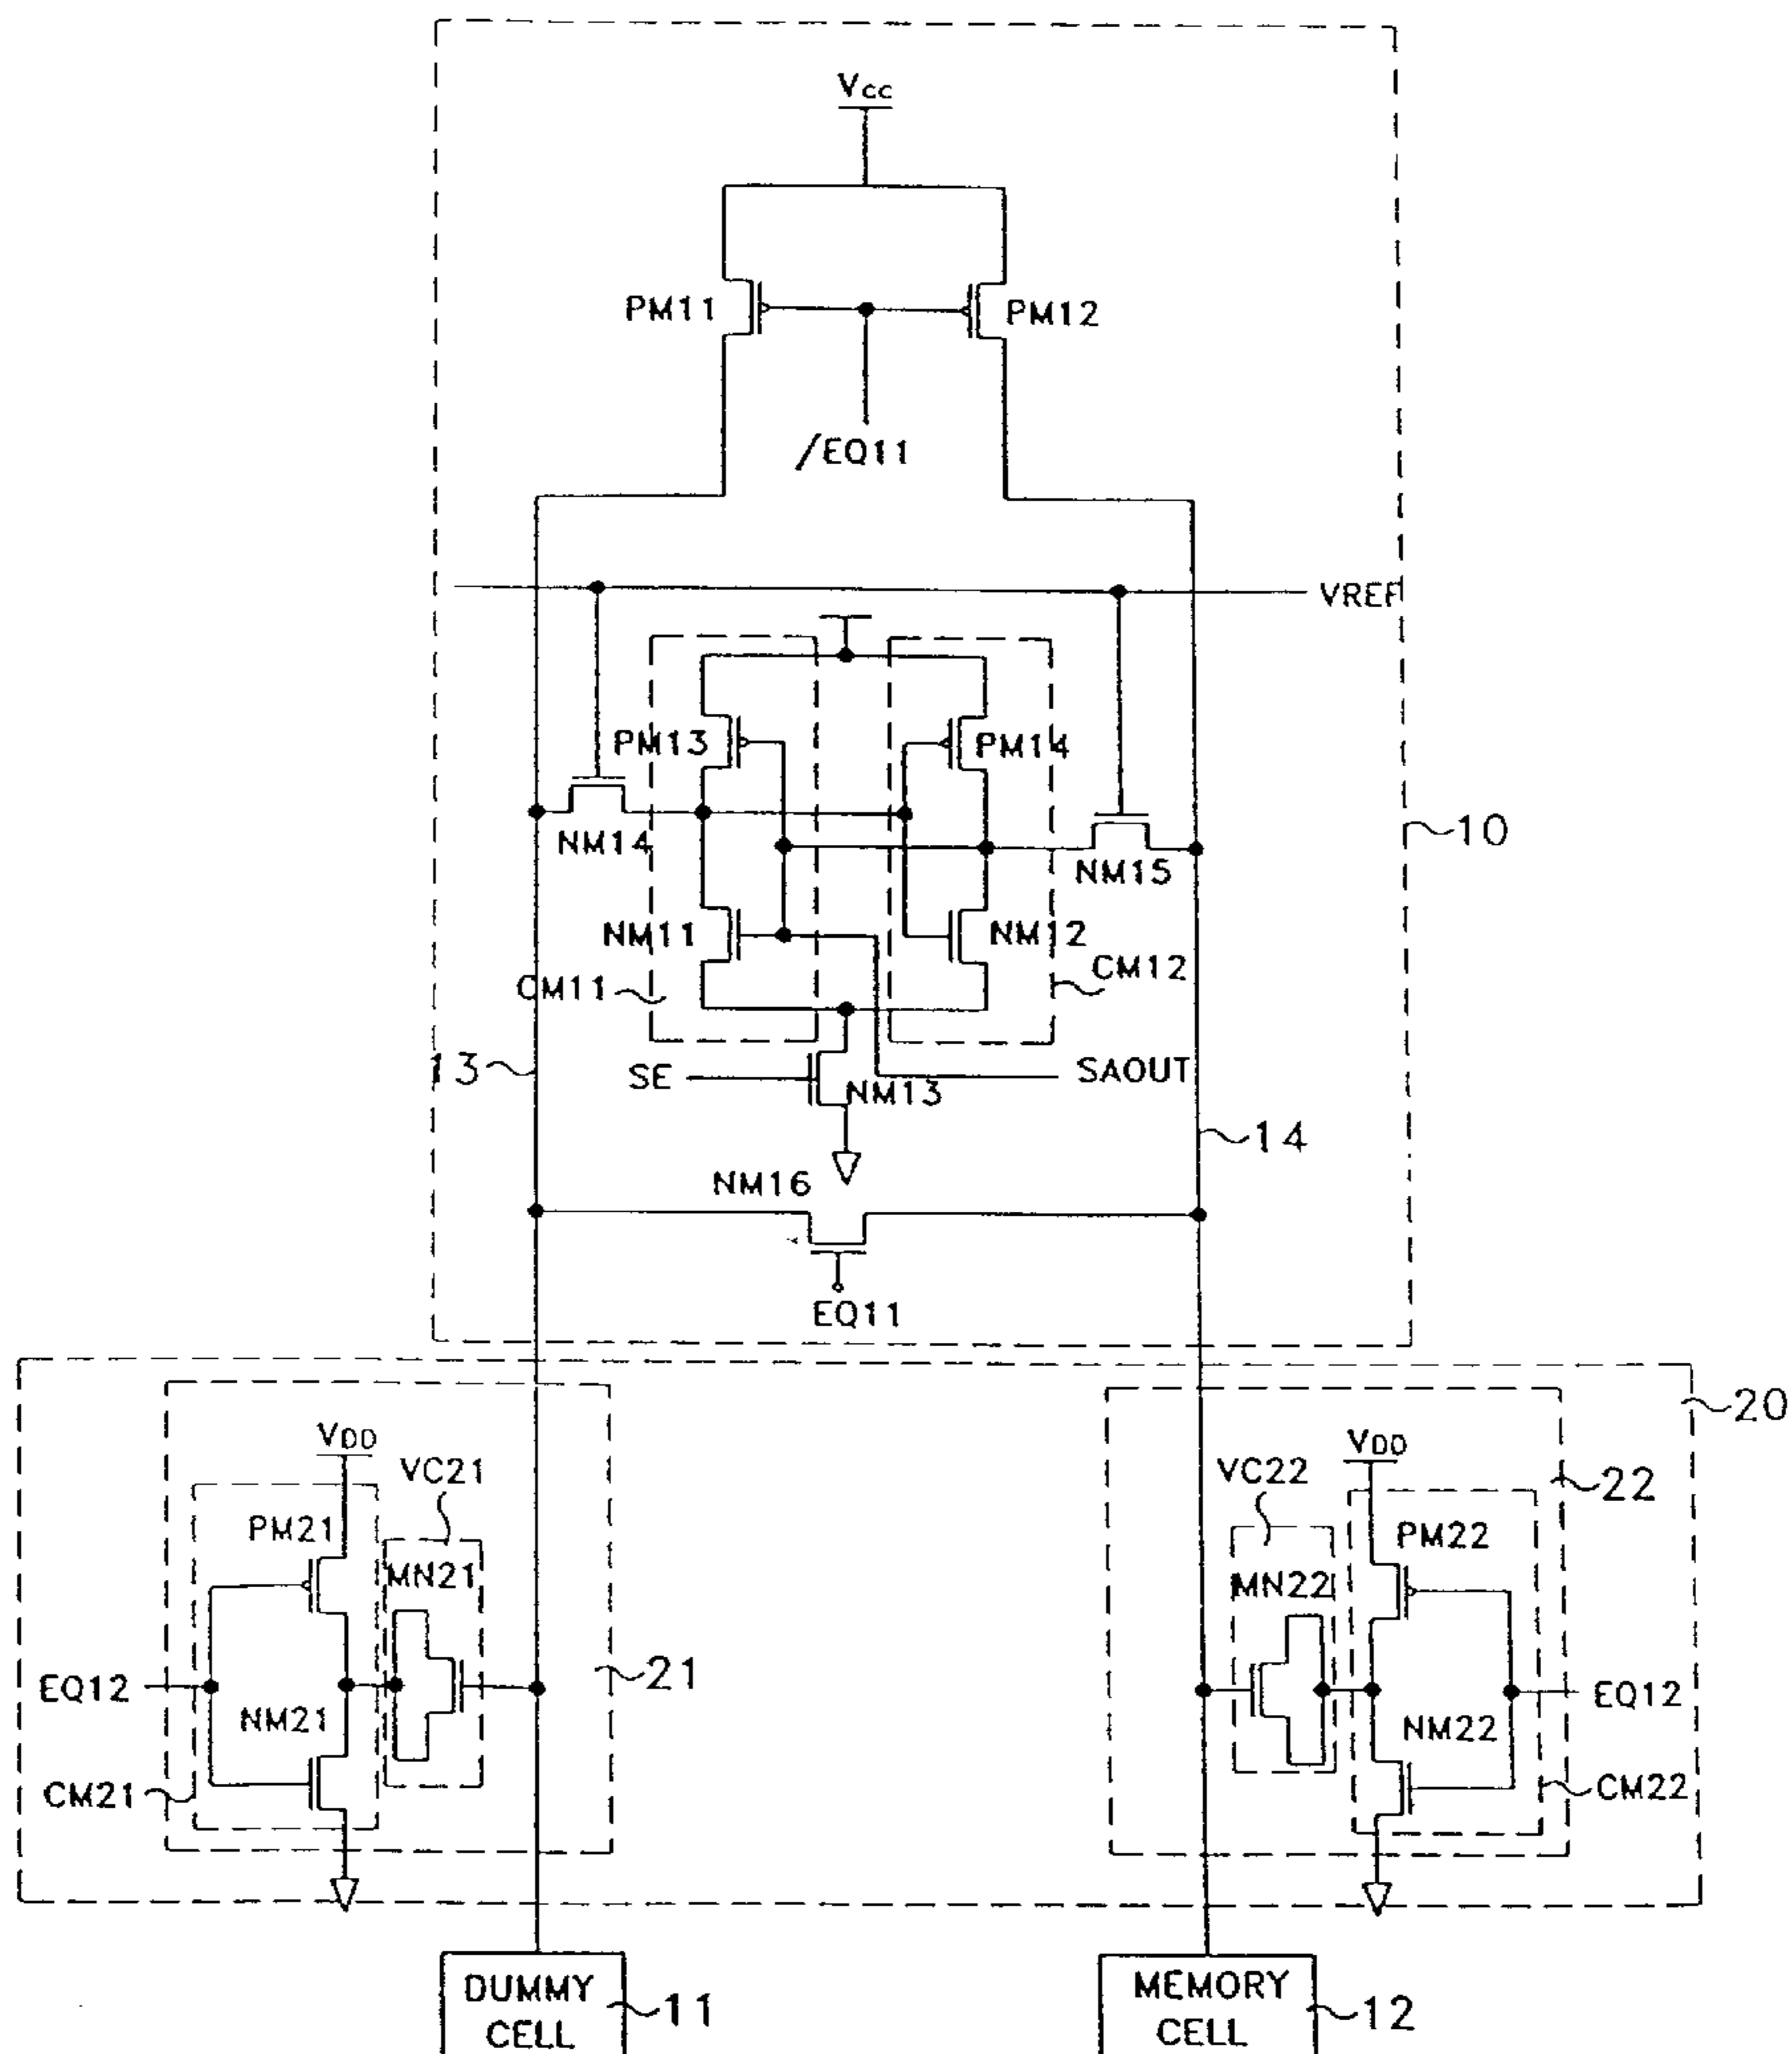 Vcc
PM11
PM12
/EQ11
VREF
PM13
PM14
NM14
NM15
10
NM11
NM12
CM11
CM12
13
SE
NM13
SAOUT
14
NM16
EQ11
20
VDD
VDD
VC21
VC22
22
PM21
PM22
MN21
MN22
21
EQ12
EQ12
NM21
NM22
CM21
CM22
DUMMY
CELL
11
MEMORY
CELL
12